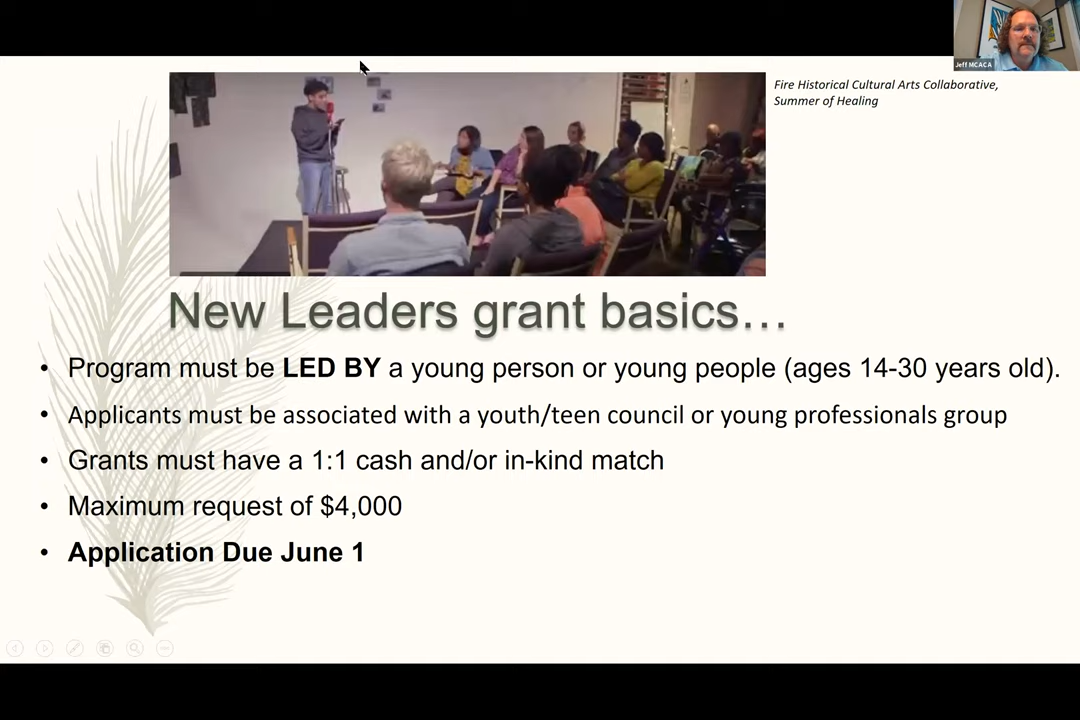 Jeff MCACA
Fire Historical Cultural Arts Collaborative,
Summer of Healing
New Leaders grant basics…
• Program must be LED BY a young person or young people (ages 14-30 years old).
• Applicants must be associated with a youth/teen council or young professionals group
• Grants must have a 1:1 cash and/or in-kind match
• Maximum request of $4,000
• Application Due June 1